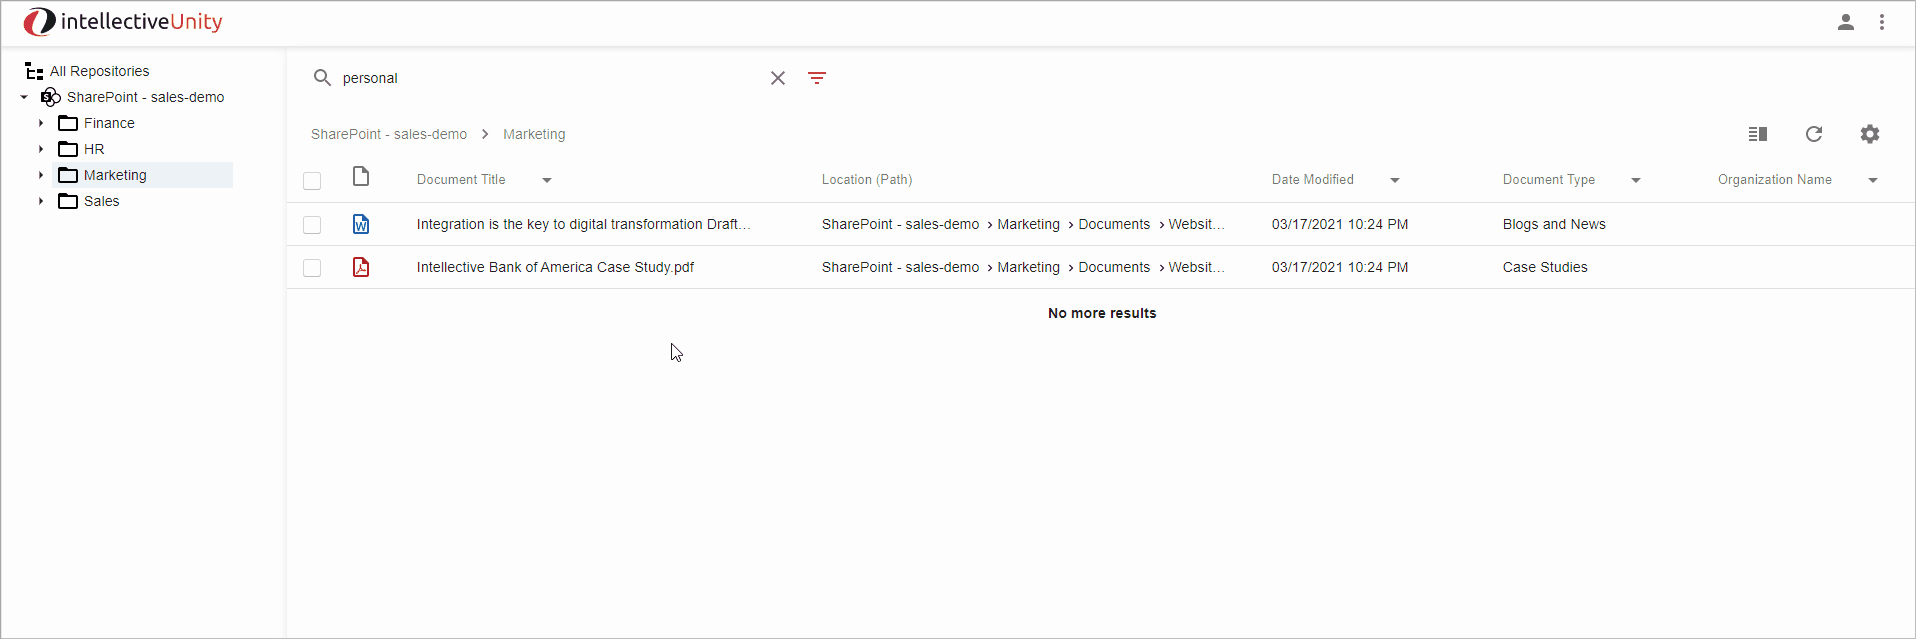 intellectiveUnity
All Repositories
SharePoint - sales-demo
Finance
HR
Marketing
Sales
personal
SharePoint - sales-demo > Marketing
Document Title Location (Path) Date Modified Document Type Organization Name
Integration is the key to digital transformation Draft... SharePoint - sales-demo > Marketing > Documents > Websit... 03/17/2021 10:24 PM Blogs and News
Intellective Bank of America Case Study.pdf SharePoint - sales-demo > Marketing > Documents > Websit... 03/17/2021 10:24 PM Case Studies
No more results